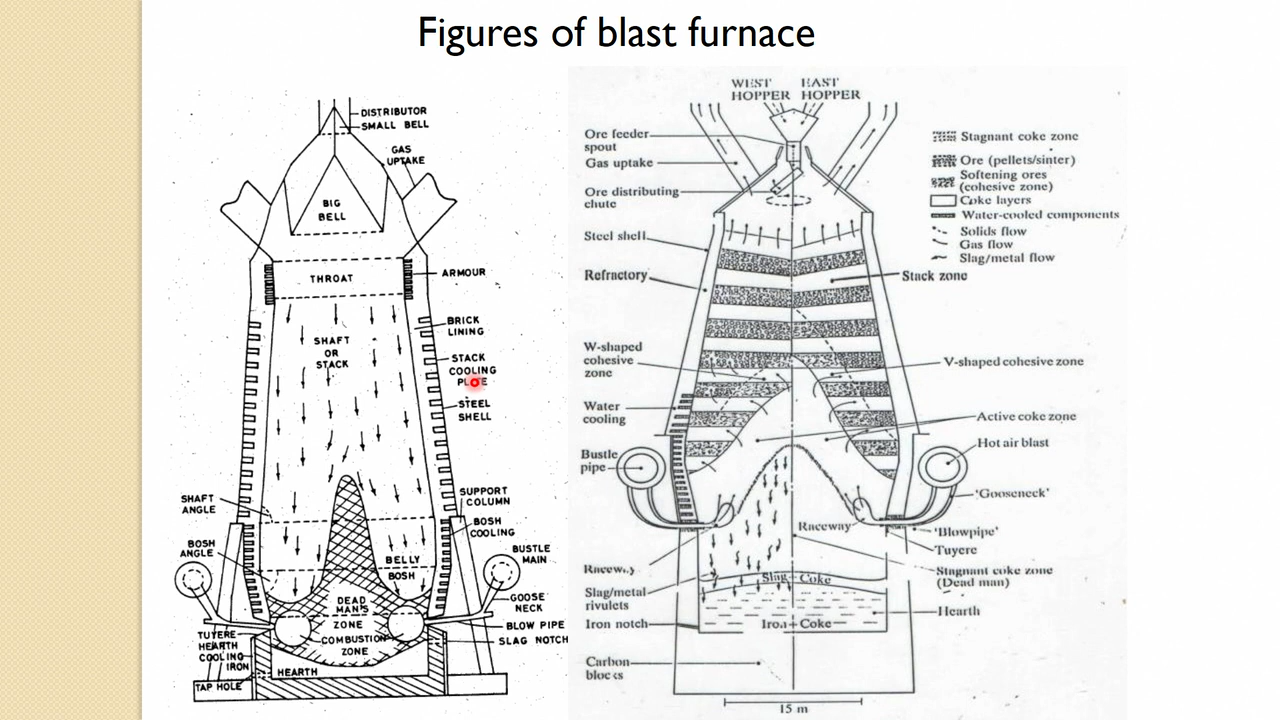 Figures of blast furnace
DISTRIBUTOR
SMALL BELL
GAS
UPTAKE
BIG
BELL
THROAT
ARMOUR
BRICK
LINING
SHAFT
OR
STACK
STACK
COOLING
STEEL
SHELL
SHAFT
ANGLE
SUPPORT
COLUMN
BOSH
COOLING
BOSH
ANGLE
BELLY
BOSH
BUSTLE
MAIN
DEAD
MAN'S
ZONE
GOOSE
NECK
BLOW PIPE
COMBUSTION
ZONE
SLAG NOTCH
TUYERE
HEARTH
COOLING
IRON
TAP HOLE
HEARTH
WEST
HOPPER
EAST
HOPPER
Ore feeder
spout
Gas uptake
Ore distributing
chute
Steel shell
Refractory
W-shaped
cohesive
zone
Water
cooling
Bustle
pipe
Raceway
Slag/metal
rivulets
Iron notch
Carbon
blocks
Stagnant coke zone
Ore (pellets/sinter)
Softening ores
(cohesive zone)
Coke layers
Water-cooled components
Solids flow
Gas flow
Slag/metal flow
Stack zone
V-shaped cohesive zone
Active coke zone
Hot air blast
'Gooseneck'
Raceway
'Blowpipe'
Tuyere
Stagnant coke zone
(Dead man)
Slag + Coke
Hearth
Iron + Coke
15 m